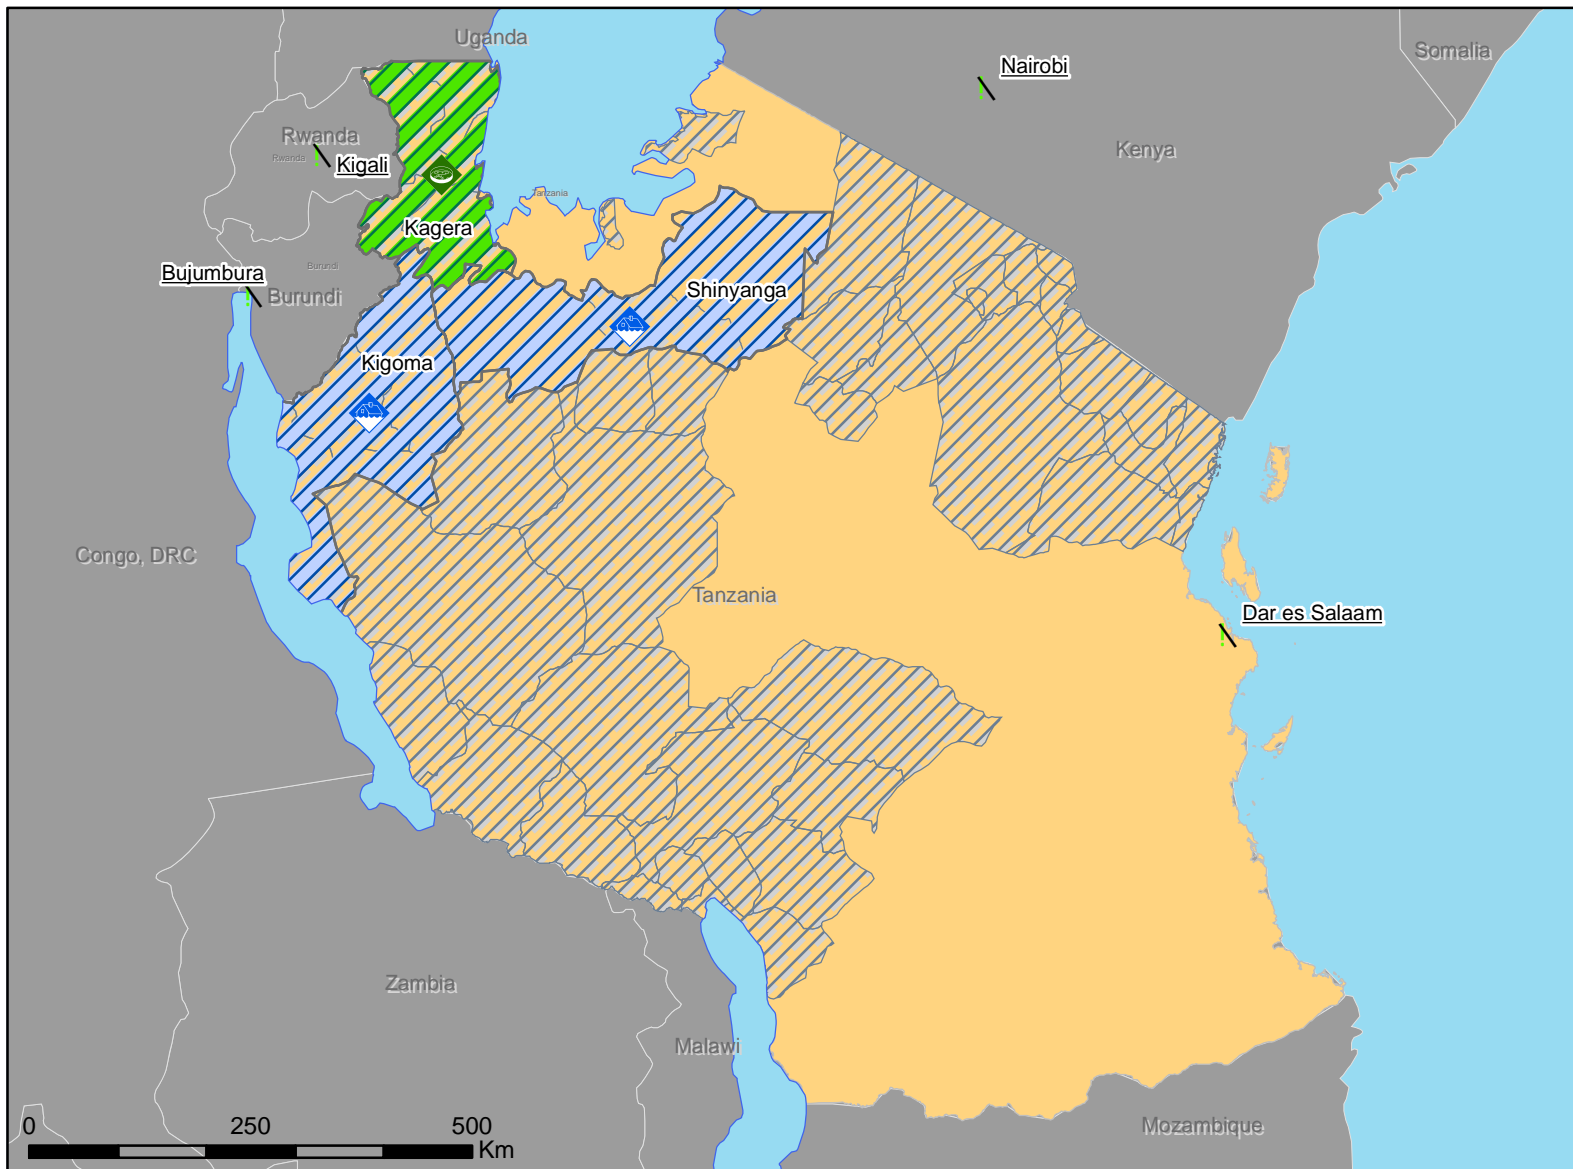 Uganda
Somalia
Nairobi
Kenya
Rwanda
Rwanda
Kigali
Tanzania
Kagera
Burundi
Bujumbura
Burundi
Shinyanga
Kigoma
Congo, DRC
Tanzania
Dar es Salaam
Zambia
Malawi
Mozambique
0 250 500
Km